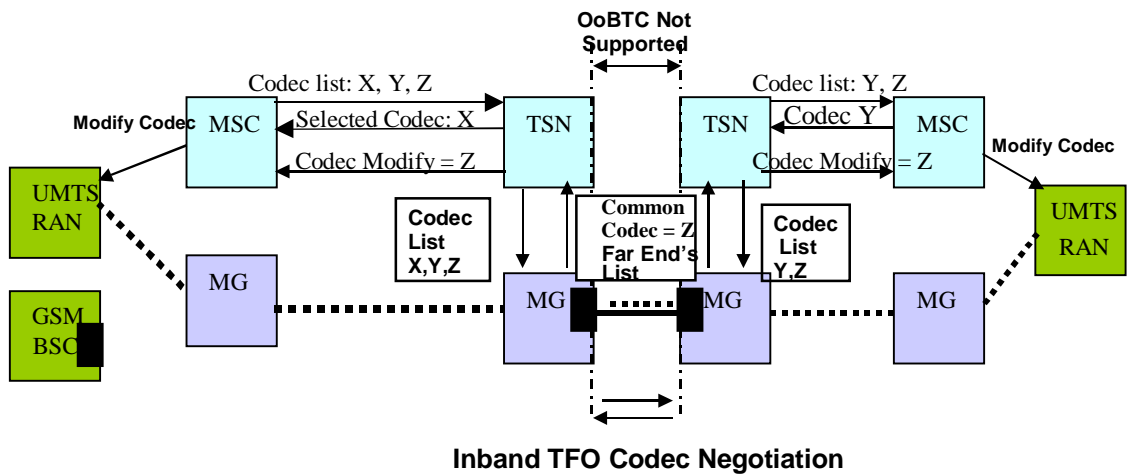 OoBTC Not
Supported
Codec list: X, Y, Z
Codec list: Y, Z
Modify Codec
MSC
Selected Codec: X
TSN
TSN
Codec Y
MSC
Modify Codec
Codec Modify = Z
Codec Modify = Z
UMTS
RAN
Codec
List
X,Y,Z
Common
Codec = Z
Far End's
List
Codec
List
Y,Z
UMTS
RAN
MG
MG
MG
MG
GSM
BSC
Inband TFO Codec Negotiation